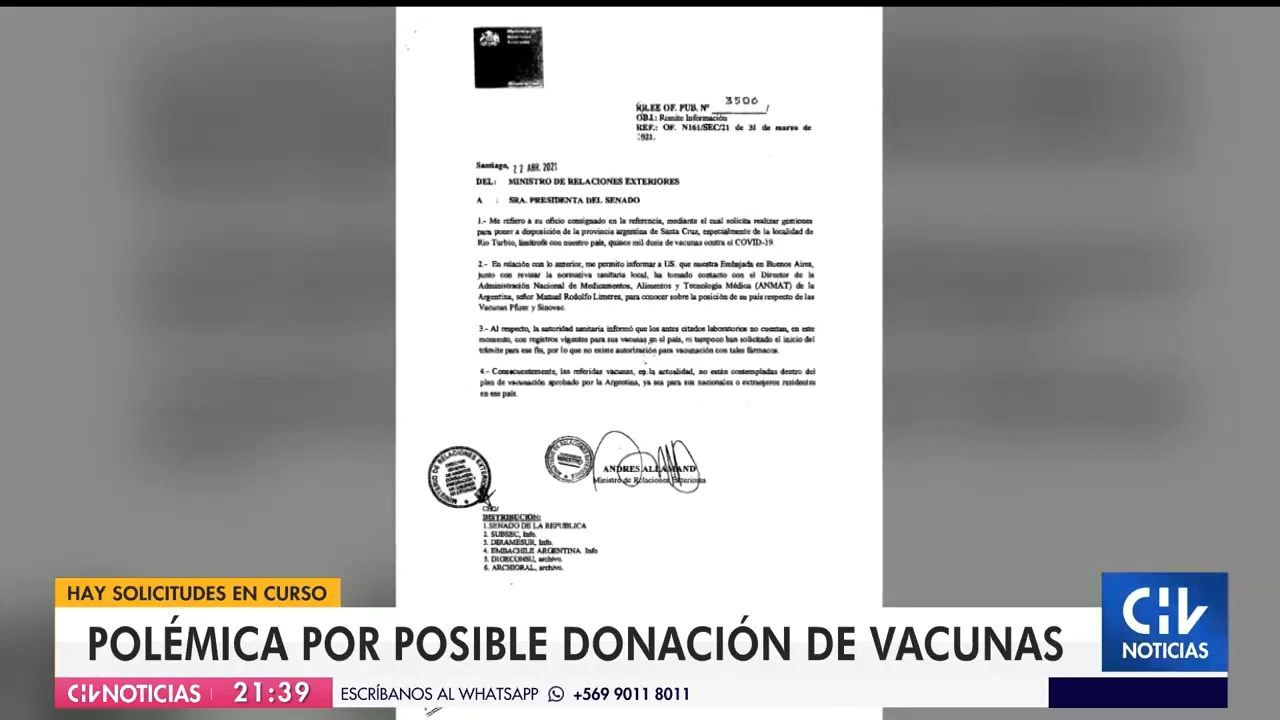 RR.EE OF. PUB. Nº 3506/
OBJ.: Remite Información
REF.: OF. N161/SEC/21 de 31 de marzo de
2021.
Santiago, 22 ABR. 2021
DEL: MINISTRO DE RELACIONES EXTERIORES
A : SRA. PRESIDENTA DEL SENADO
1.- Me refiero a su oficio consignado en la referencia, mediante el cual solicita realizar gestiones
para poner a disposición de la provincia argentina de Santa Cruz, especialmente de la localidad de
Río Turbio, limítrofe con nuestro país, quince mil dosis de vacunas contra el COVID-19.
2.- En relación con lo anterior, me permito informar a US. que nuestra Embajada en Buenos Aires,
junto con revisar la normativa sanitaria local, ha tomado contacto con el Director de la
Administración Nacional de Medicamentos, Alimentos y Tecnología Médica (ANMAT) de la
Argentina, señor Manuel Rodolfo Limeres, para conocer sobre la posición de su país respecto de las
Vacunas Pfizer y Sinovac.
3.- Al respecto, la autoridad sanitaria informó que los antes citados laboratorios no cuentan, en este
momento, con registros vigentes para sus vacunas en el país, ni tampoco han solicitado el inicio del
trámite para ese fin, por lo que no existe autorización para vacunación con tales fármacos.
4.- Consecuentemente, las referidas vacunas, en la actualidad, no están contempladas dentro del
plan de vacunación aprobado por la Argentina, ya sea para sus nacionales o extranjeros residentes
en ese país.
MINISTERIO DE RELACIONES EXTERIORES
MINISTRO
ANDRES ALLAMAND
Ministro de Relaciones Exteriores
DISTRIBUCIÓN:
1. SENADO DE LA REPUBLICA
2. SUBSEC, Info.
3. DIRAMESUR, Info.
4. EMBACHILE ARGENTINA Info
5. DIGECONSU, archivo.
6. ARCHIGRAL, archivo.
HAY SOLICITUDES EN CURSO
POLÉMICA POR POSIBLE DONACIÓN DE VACUNAS
CHV NOTICIAS
CHV NOTICIAS 21:39 ESCRÍBANOS AL WHATSAPP +569 9011 8011